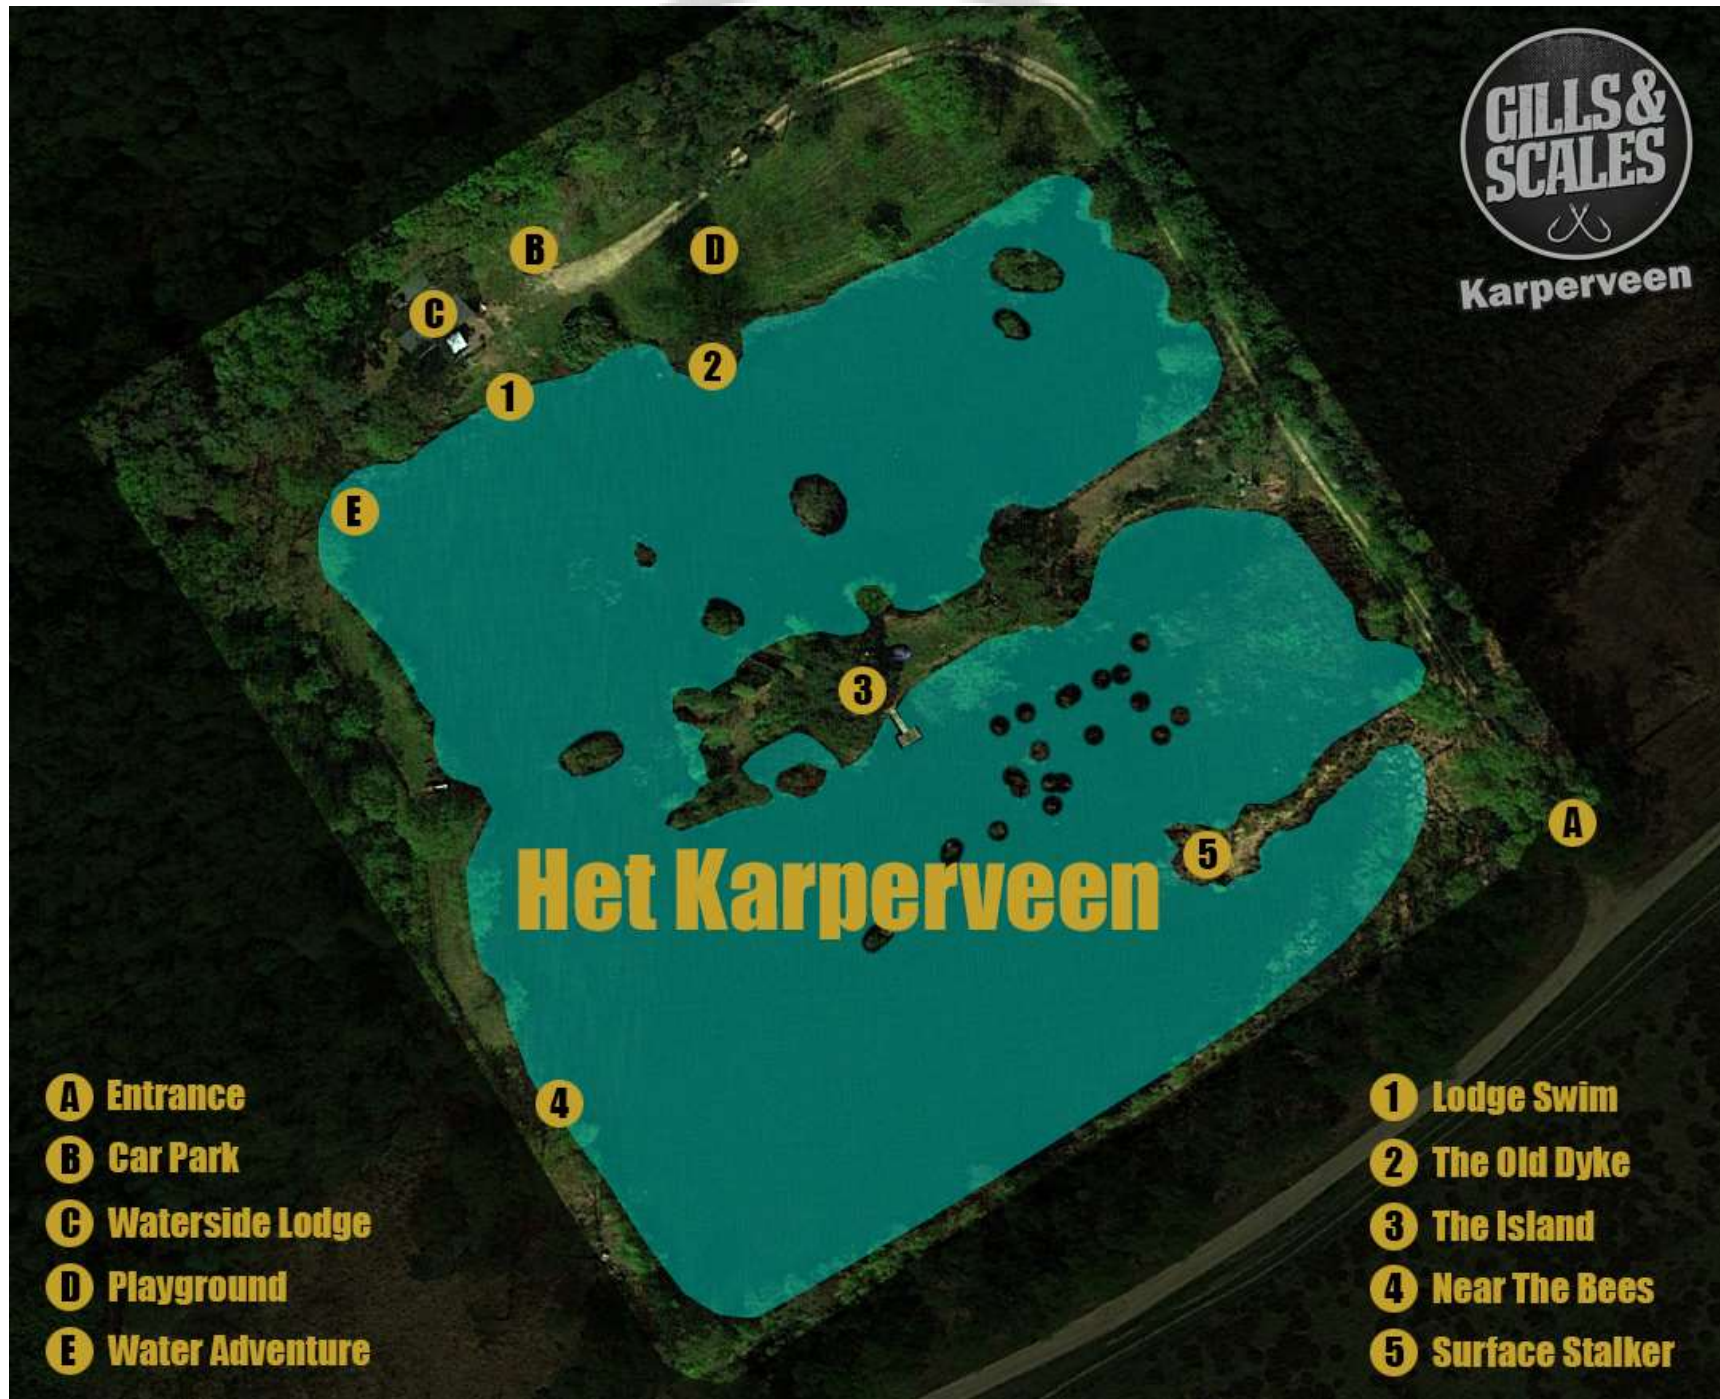 GILLS &
SCALES
Karperveen
B
D
C
2
1
E
3
A
5
Het Karperveen
4
A Entrance
B Car Park
C Waterside Lodge
D Playground
E Water Adventure
1 Lodge Swim
2 The Old Dyke
3 The Island
4 Near The Bees
5 Surface Stalker